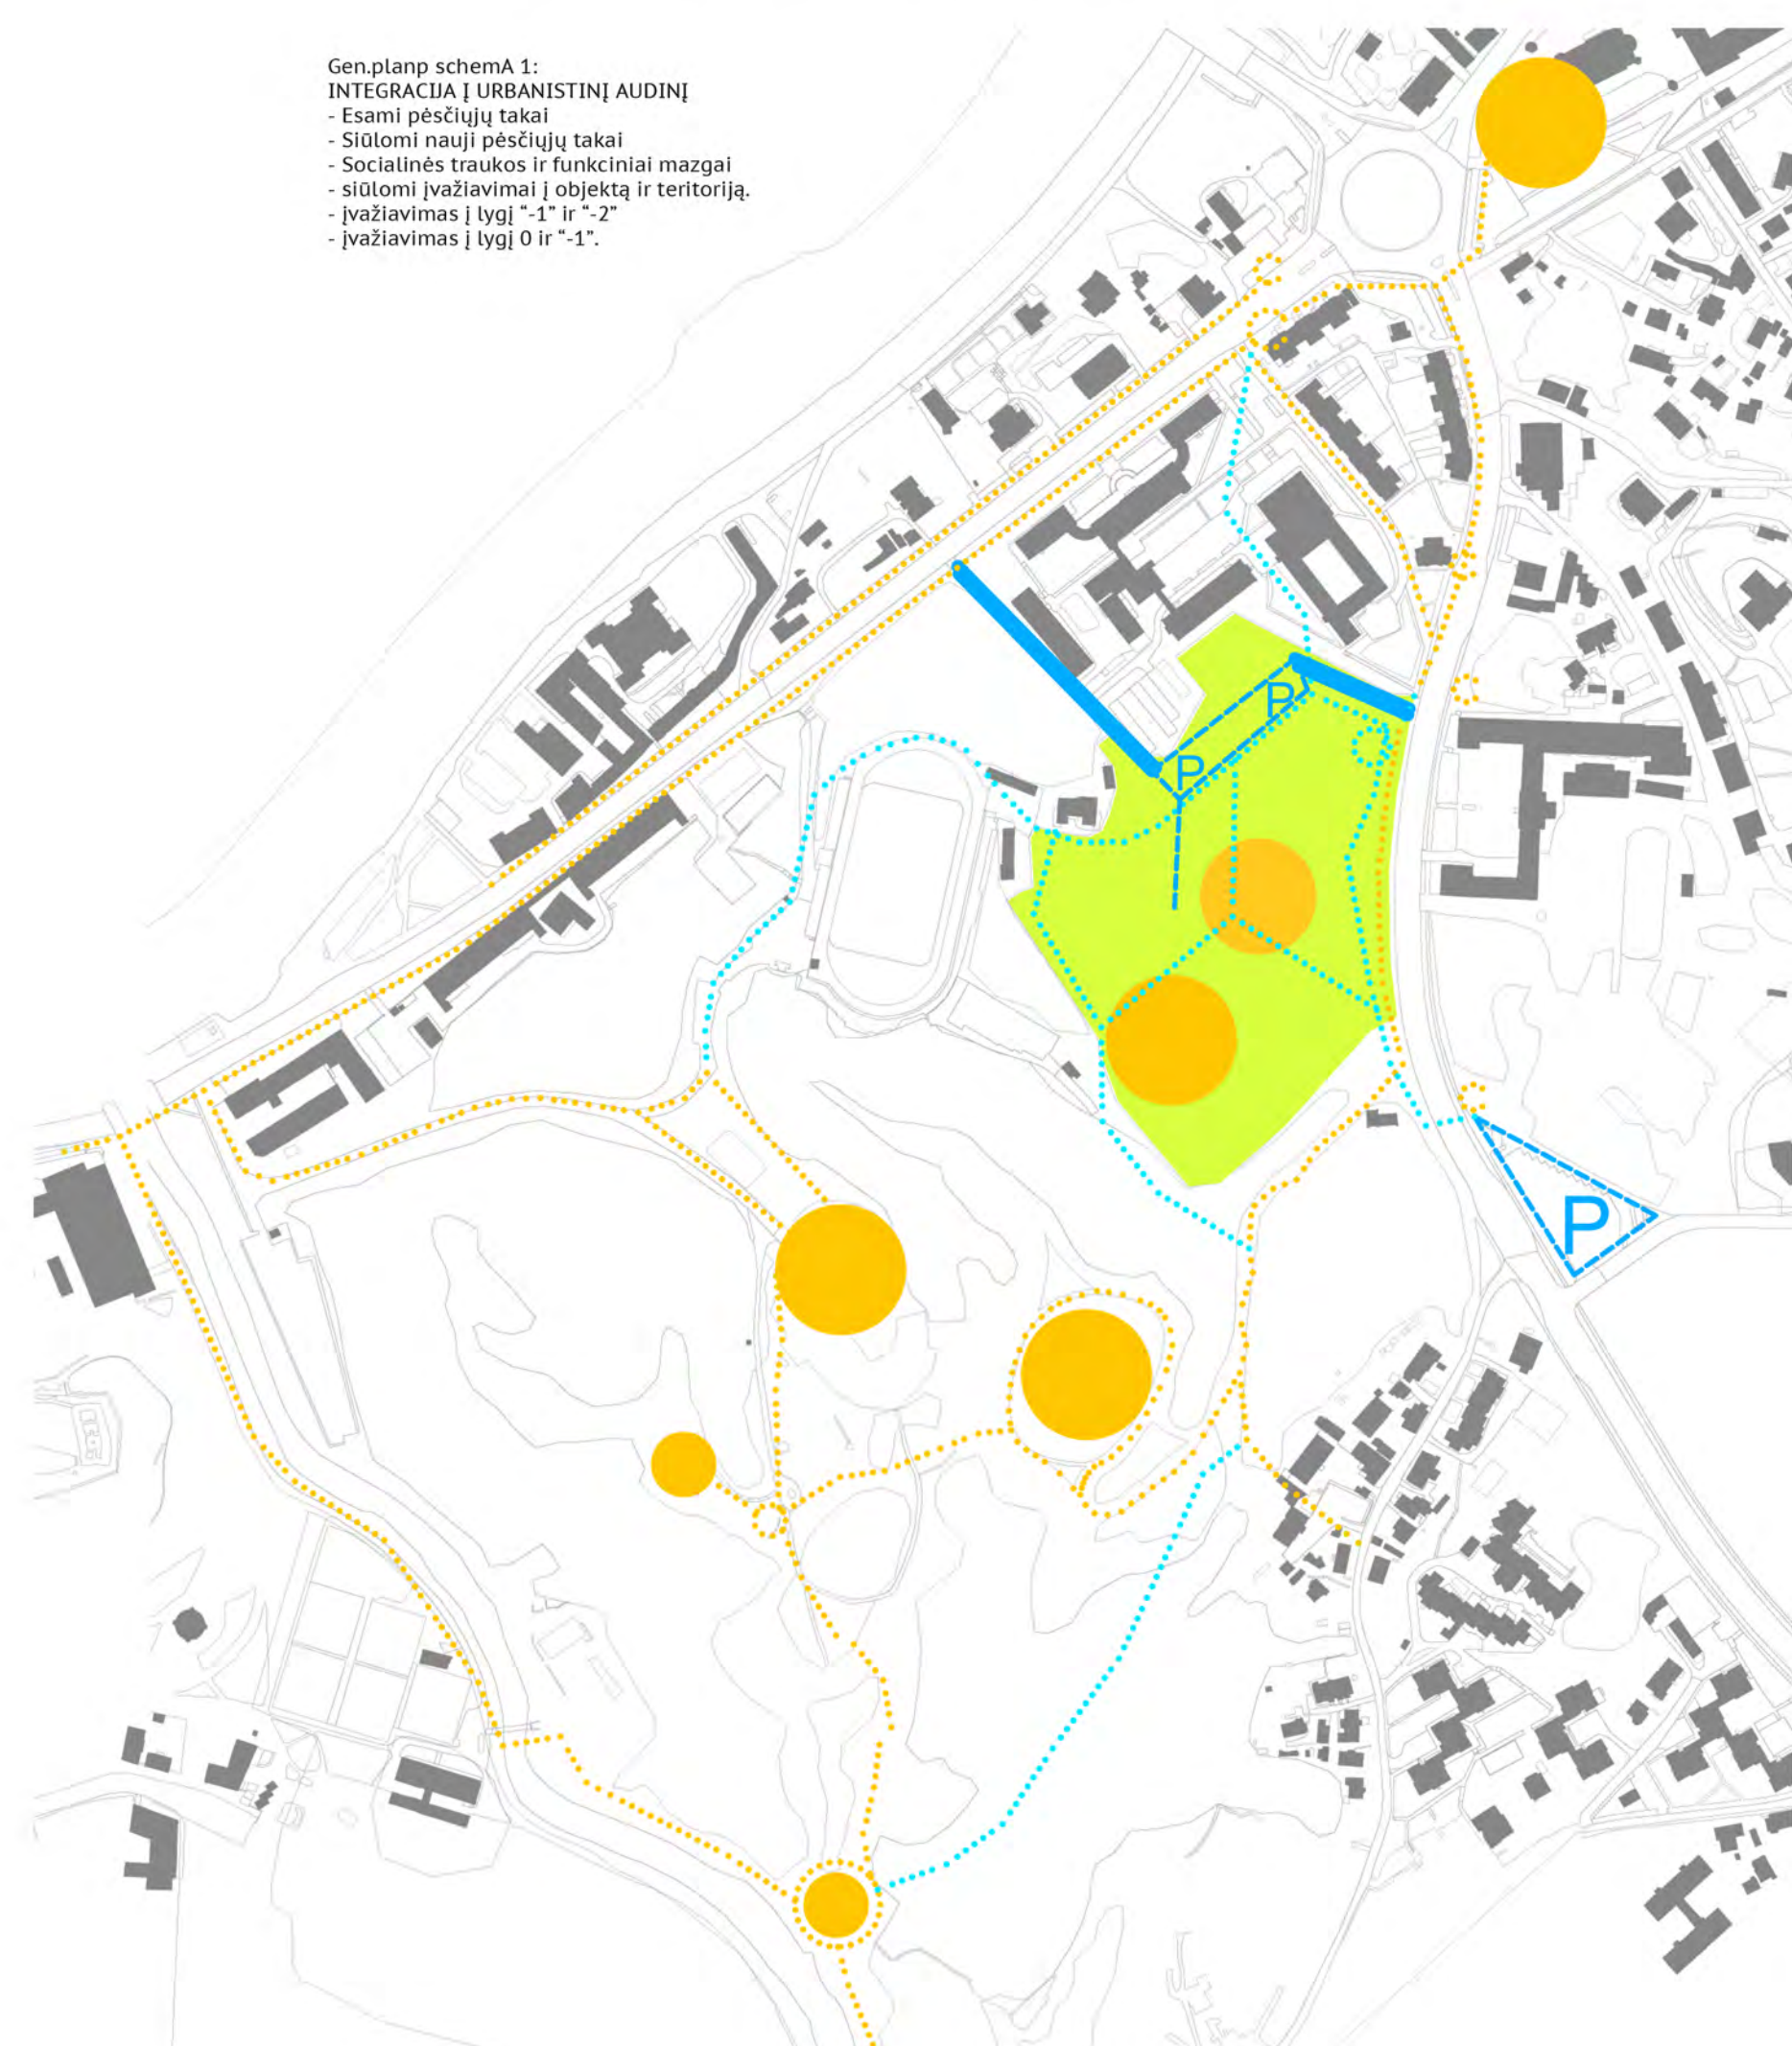 Gen.planp schemA 1:
INTEGRACIJA Į URBANISTINĮ AUDINĮ
- Esami pėsčiųjų takai
- Siūlomi nauji pėsčiųjų takai
- Socialinės traukos ir funkciniai mazgai
- siūlomi įvažiavimai į objektą ir teritoriją.
- įvažiavimas į lygį “-1” ir “-2”
- įvažiavimas į lygį 0 ir “-1”.
P
P
P